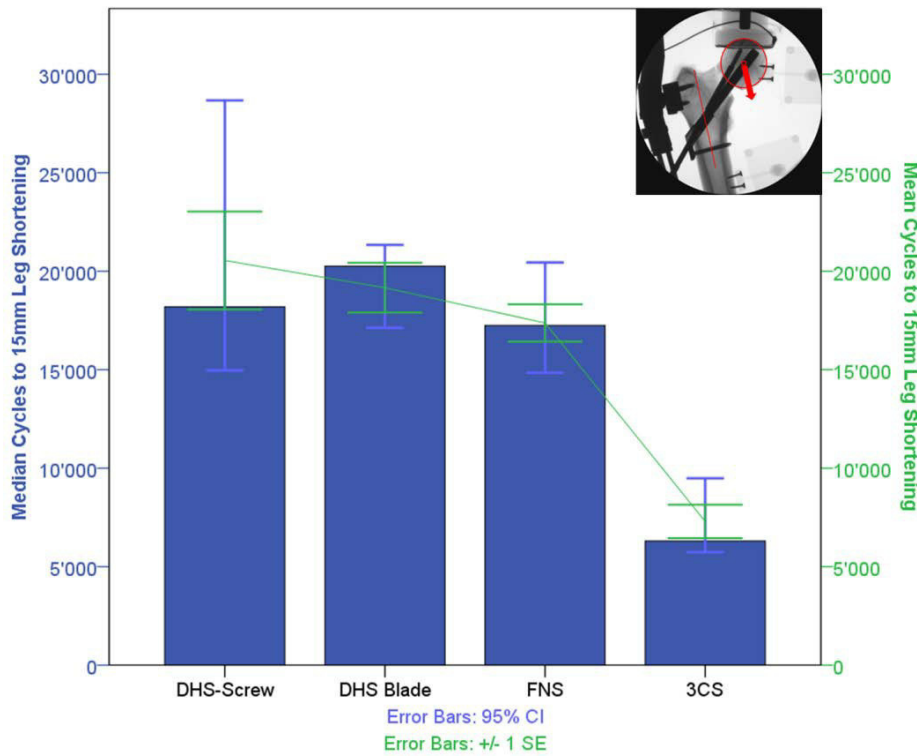 30'000
25'000
20'000
15'000
10'000
5'000
0
Median Cycles to 15mm Leg Shortening
30'000
25'000
20'000
15'000
10'000
5'000
0
Mean Cycles to 15mm Leg Shortening
DHS-Screw DHS Blade FNS 3CS
Error Bars: 95% CI
Error Bars: +/- 1 SE